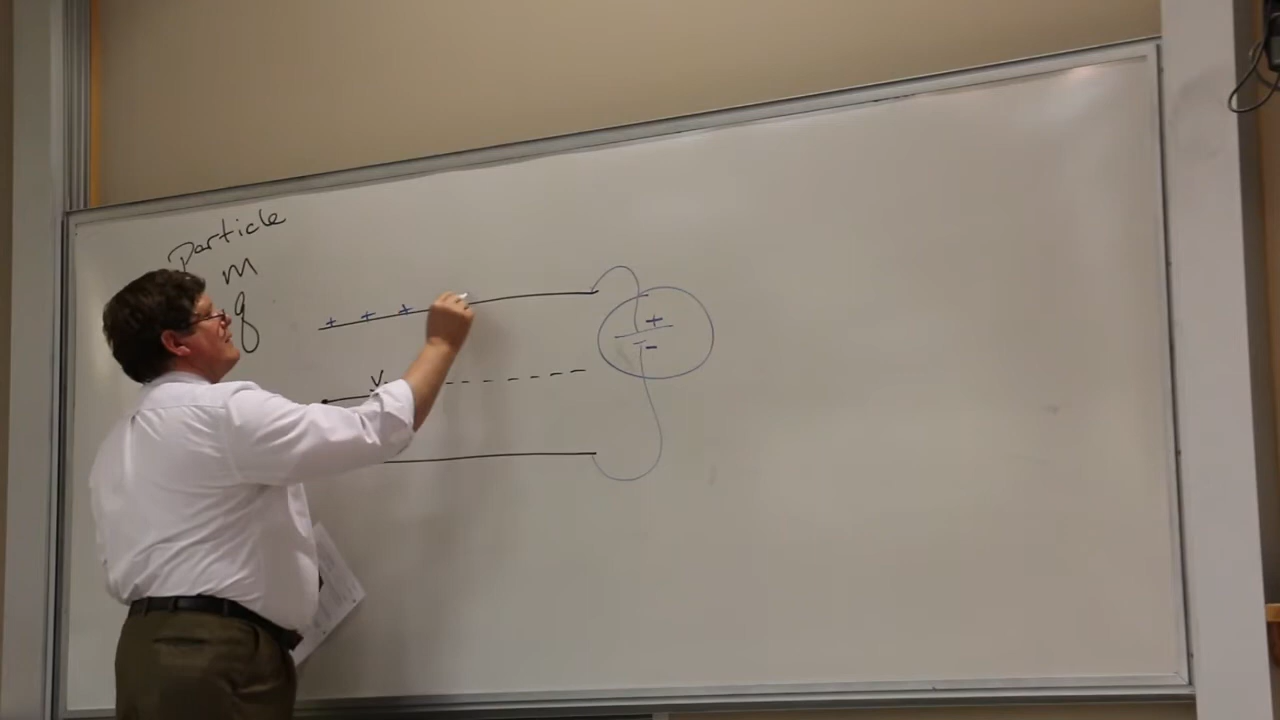 Particle
m
q
+ + +
+
-
v